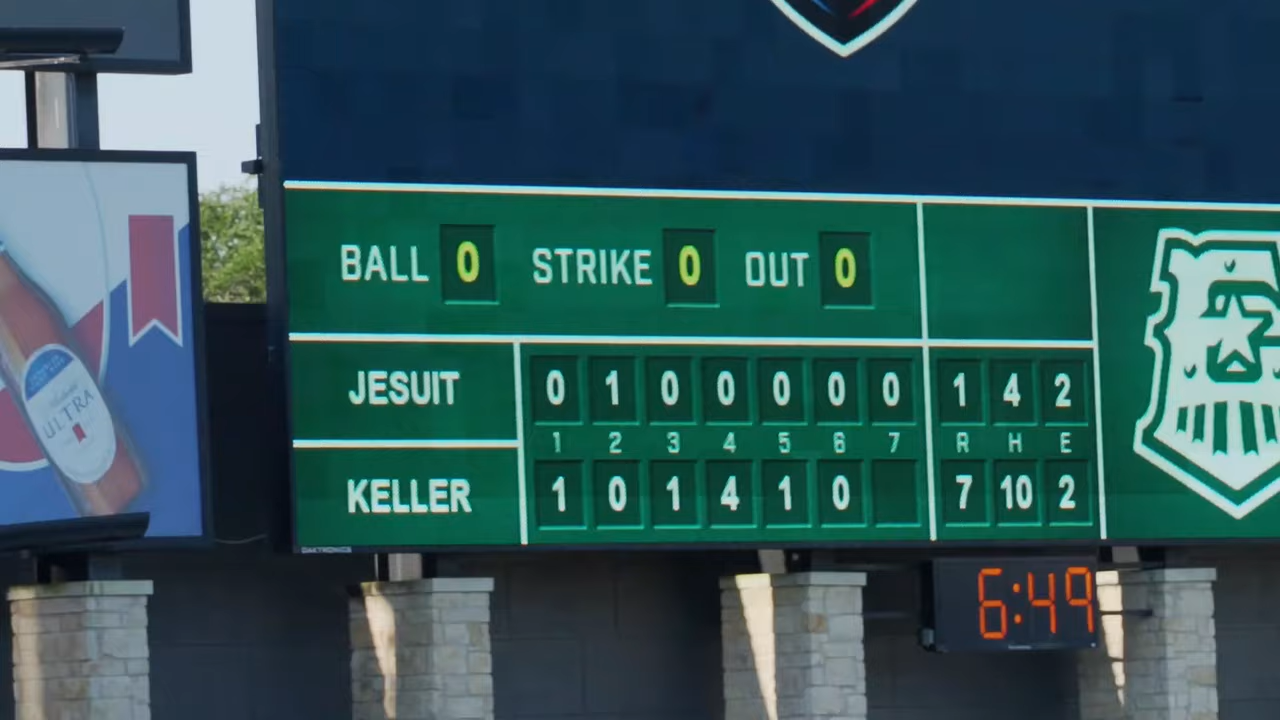 BALL 0 STRIKE 0 OUT 0
JESUIT 0 1 0 0 0 0 0 1 4 2
1 2 3 4 5 6 7 R H E
KELLER 1 0 1 4 1 0 7 10 2
DAKTRONICS
6:49
ULTRA